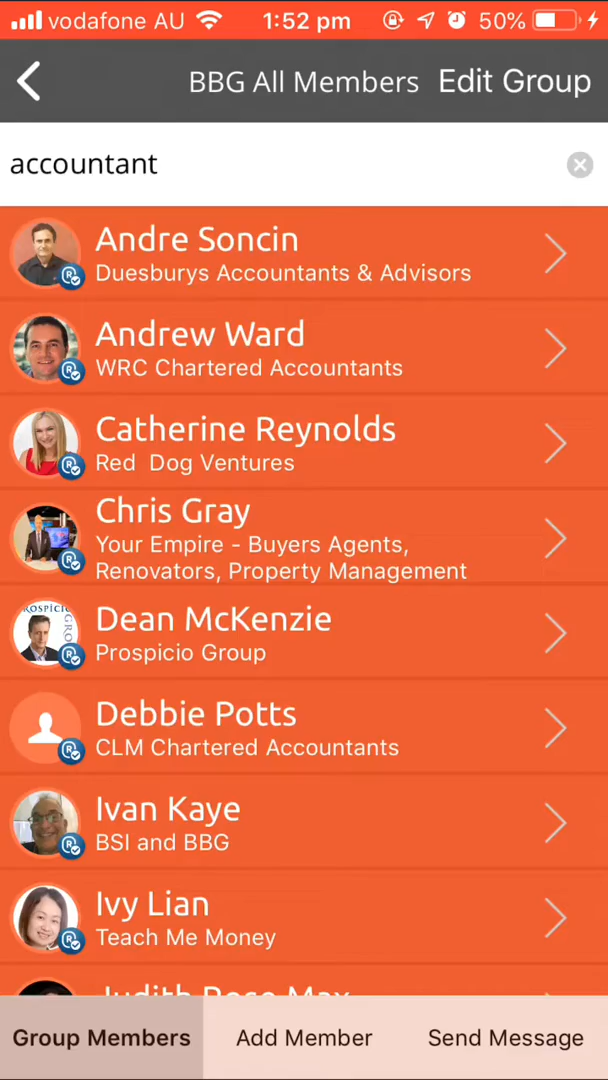 vodafone AU 1:52 pm 50%
BBG All Members Edit Group
accountant
Andre Soncin
Duesburys Accountants & Advisors
Andrew Ward
WRC Chartered Accountants
Catherine Reynolds
Red Dog Ventures
Chris Gray
Your Empire - Buyers Agents,
Renovators, Property Management
Dean McKenzie
Prospicio Group
Debbie Potts
CLM Chartered Accountants
Ivan Kaye
BSI and BBG
Ivy Lian
Teach Me Money
Group Members Add Member Send Message